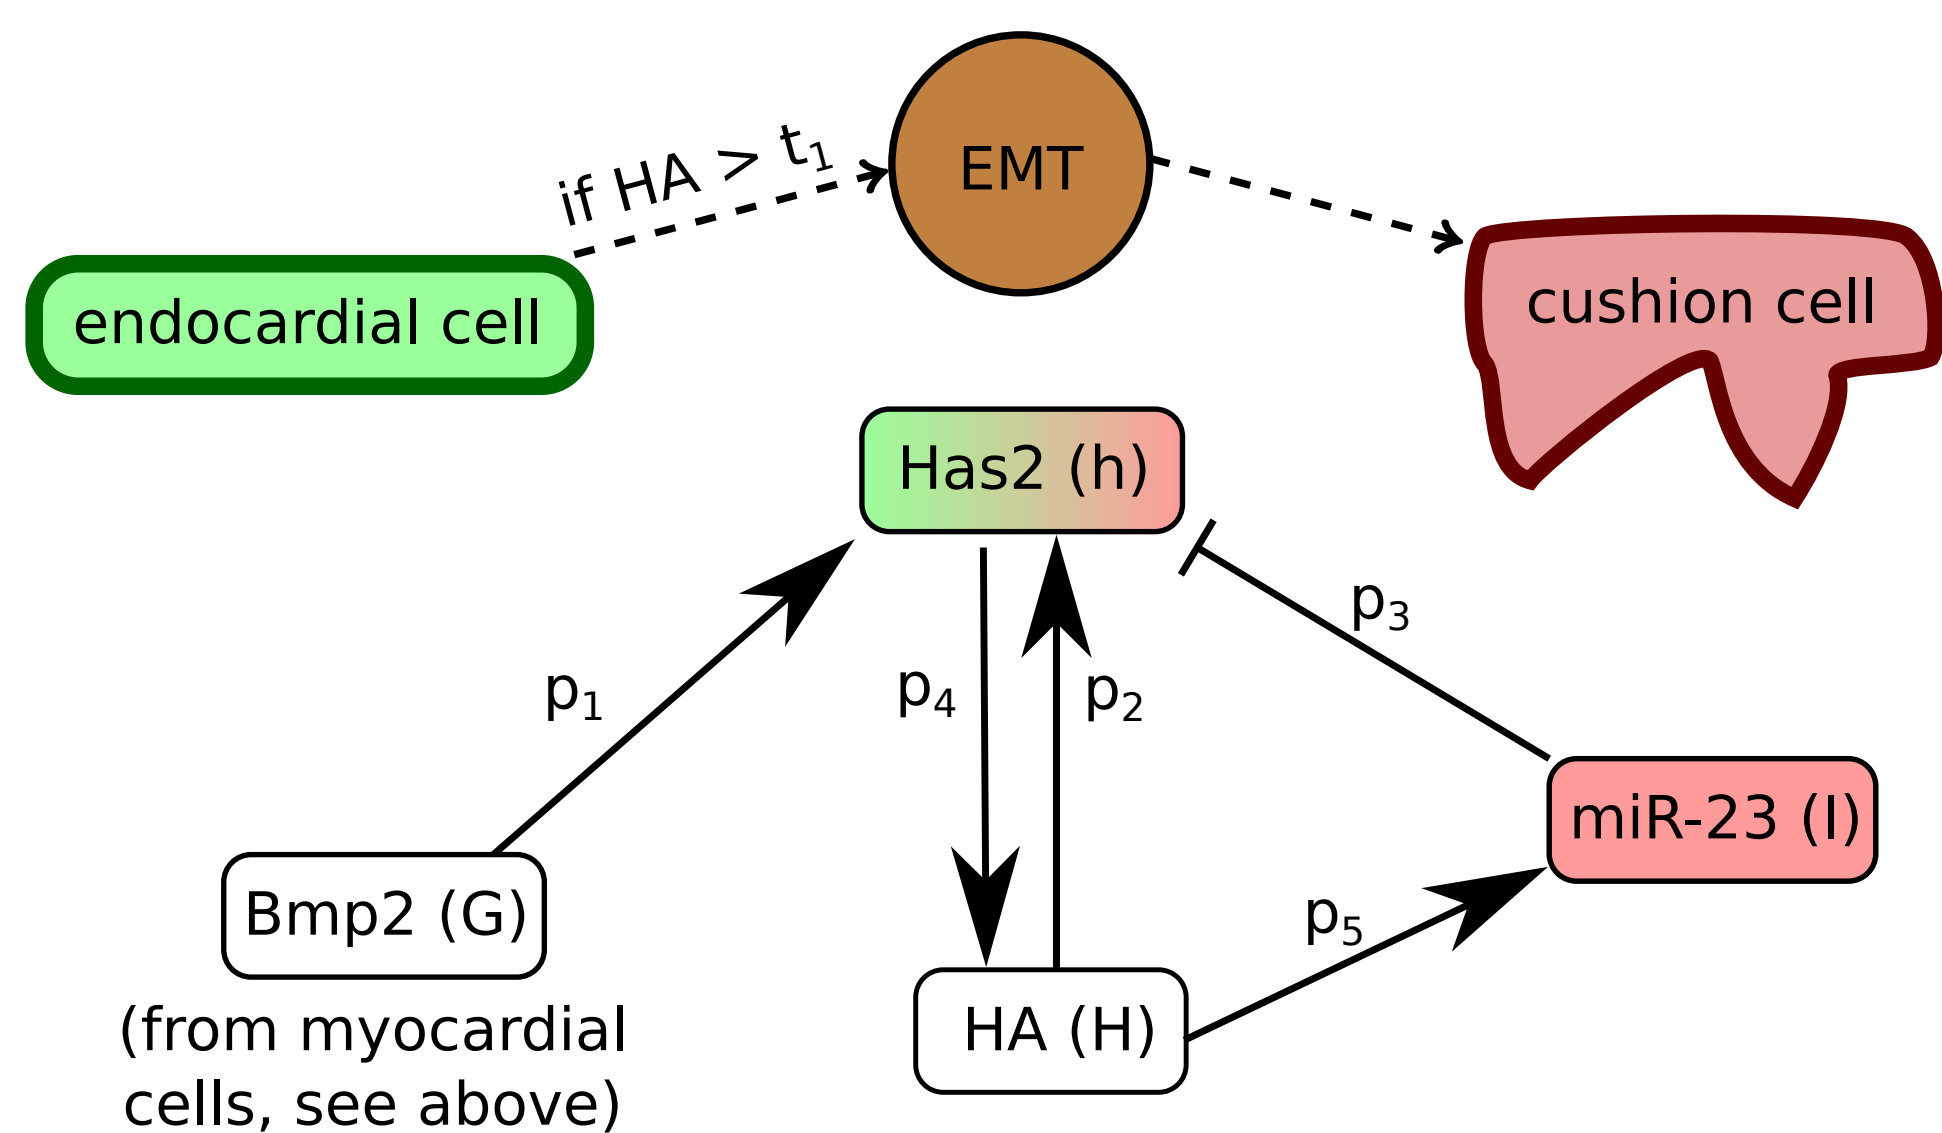 if HA > t₁
EMT
endocardial cell
cushion cell
Has2 (h)
p₃
p₁
p₄
p₂
miR-23 (I)
Bmp2 (G)
p₅
(from myocardial
cells, see above)
HA (H)